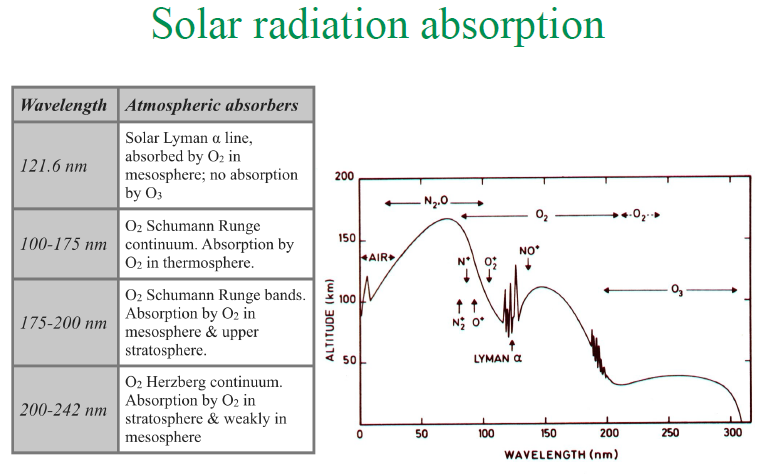 Solar radiation absorption
Wavelength
Atmospheric absorbers
121.6 nm
Solar Lyman α line,
absorbed by O₂ in
mesosphere; no absorption
by O₃
100-175 nm
O₂ Schumann Runge
continuum. Absorption by
O₂ in thermosphere.
175-200 nm
O₂ Schumann Runge bands.
Absorption by O₂ in
mesosphere & upper
stratosphere.
200-242 nm
O₂ Herzberg continuum.
Absorption by O₂ in
stratosphere & weakly in
mesosphere
ALTITUDE (km)
200
150
100
50
N₂.O
O₂
O₂
AIR
N⁺
O₂⁺
NO⁺
O₃
N₂⁺
O⁺
LYMAN α
0
50
100
150
200
250
300
WAVELENGTH (nm)